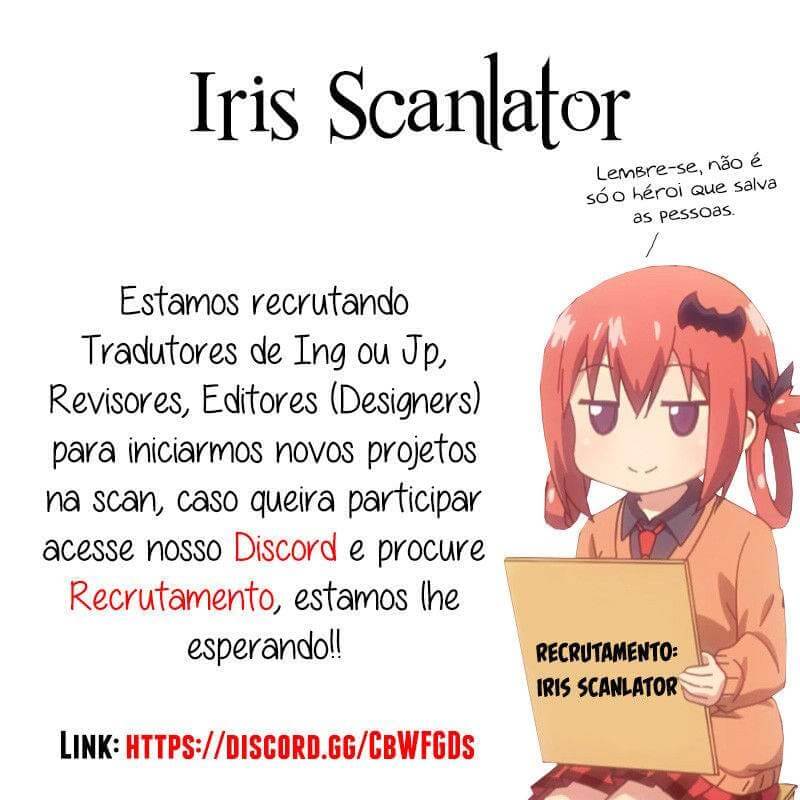 Iris Scanlator
Lembre-se, não é
só o héroi que salva
as pessoas.
Estamos recrutando
Tradutores de Ing ou Jp,
Revisores, Editores (Designers)
para iniciarmos novos projetos
na scan, caso queira participar
acesse nosso Discord e procure
Recrutamento, estamos lhe
esperando!!
RECRUTAMENTO:
IRIS SCANLATOR
Link: https://discord.gg/CbWFGDs